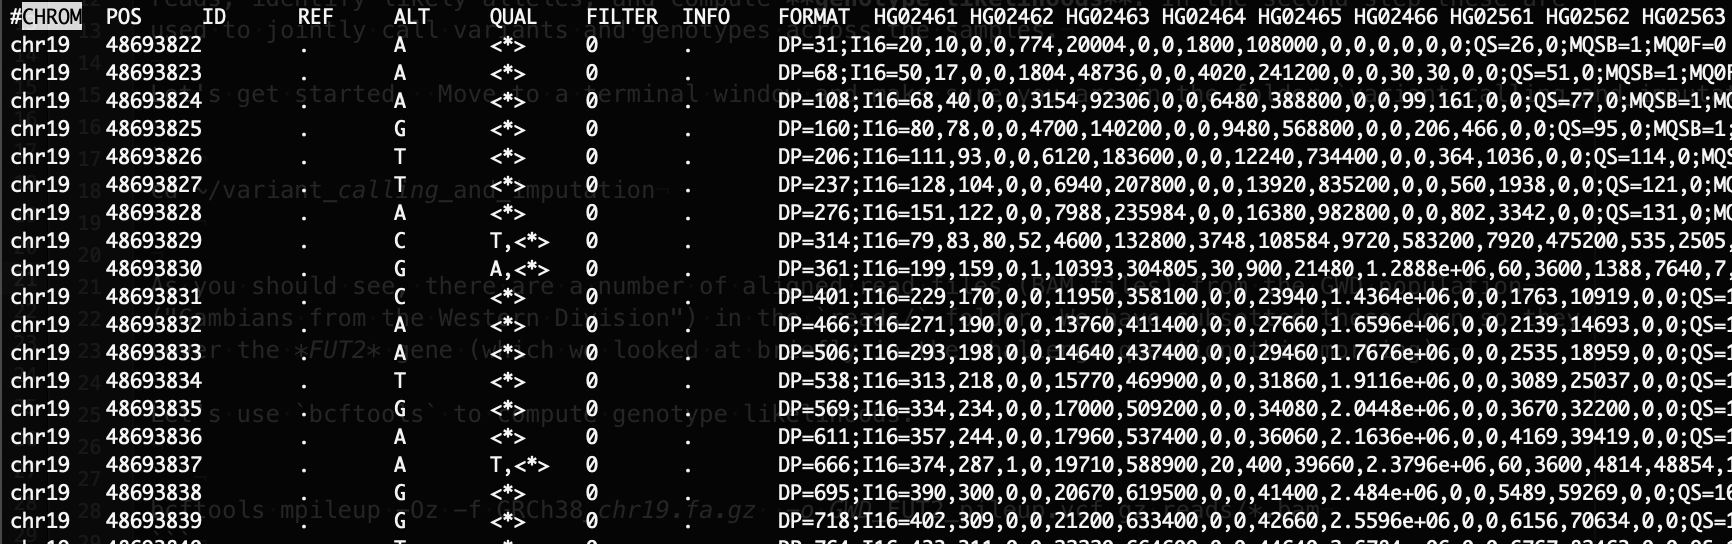 #CHROM POS ID REF ALT QUAL FILTER INFO FORMAT HG02461 HG02462 HG02463 HG02464 HG02465 HG02466 HG02561 HG02562 HG02563
chr19 48693822 . A <*> 0 . DP=31;I16=20,10,0,0,774,20004,0,0,1800,108000,0,0,0,0,0,0;QS=26,0;MQSB=1;MQ0F=0
chr19 48693823 . A <*> 0 . DP=68;I16=50,17,0,0,1804,48736,0,0,4020,241200,0,0,30,30,0,0;QS=51,0;MQSB=1;MQ0F
chr19 48693824 . A <*> 0 . DP=108;I16=68,40,0,0,3154,92306,0,0,6480,388800,0,0,99,161,0,0;QS=77,0;MQSB=1;MQ
chr19 48693825 . G <*> 0 . DP=160;I16=80,78,0,0,4700,140200,0,0,9480,568800,0,0,206,466,0,0;QS=95,0;MQSB=1;
chr19 48693826 . T <*> 0 . DP=206;I16=111,93,0,0,6120,183600,0,0,12240,734400,0,0,364,1036,0,0;QS=114,0;MQS
chr19 48693827 . T <*> 0 . DP=237;I16=128,104,0,0,6940,207800,0,0,13920,835200,0,0,560,1938,0,0;QS=121,0;MQ
chr19 48693828 . A <*> 0 . DP=276;I16=151,122,0,0,7988,235984,0,0,16380,982800,0,0,802,3342,0,0;QS=131,0;MQ
chr19 48693829 . C T,<*> 0 . DP=314;I16=79,83,80,52,4600,132800,3748,108584,9720,583200,7920,475200,535,2505,
chr19 48693830 . G A,<*> 0 . DP=361;I16=199,159,0,1,10393,304805,30,900,21480,1.2888e+06,60,3600,1388,7640,7
chr19 48693831 . C <*> 0 . DP=401;I16=229,170,0,0,11950,358100,0,0,23940,1.4364e+06,0,0,1763,10919,0,0;QS=1
chr19 48693832 . A <*> 0 . DP=466;I16=271,190,0,0,13760,411400,0,0,27660,1.6596e+06,0,0,2139,14693,0,0;QS=1
chr19 48693833 . A <*> 0 . DP=506;I16=293,198,0,0,14640,437400,0,0,29460,1.7676e+06,0,0,2535,18959,0,0;QS=1
chr19 48693834 . T <*> 0 . DP=538;I16=313,218,0,0,15770,469900,0,0,31860,1.9116e+06,0,0,3089,25037,0,0;QS=1
chr19 48693835 . G <*> 0 . DP=569;I16=334,234,0,0,17000,509200,0,0,34080,2.0448e+06,0,0,3670,32200,0,0;QS=1
chr19 48693836 . A <*> 0 . DP=611;I16=357,244,0,0,17960,537400,0,0,36060,2.1636e+06,0,0,4169,39419,0,0;QS=1
chr19 48693837 . A T,<*> 0 . DP=666;I16=374,287,1,0,19710,588900,20,400,39660,2.3796e+06,60,3600,4814,48854,1
chr19 48693838 . G <*> 0 . DP=695;I16=390,300,0,0,20670,619500,0,0,41400,2.484e+06,0,0,5489,59269,0,0;QS=16
chr19 48693839 . G <*> 0 . DP=718;I16=402,309,0,0,21200,633400,0,0,42660,2.5596e+06,0,0,6156,70634,0,0;QS=1